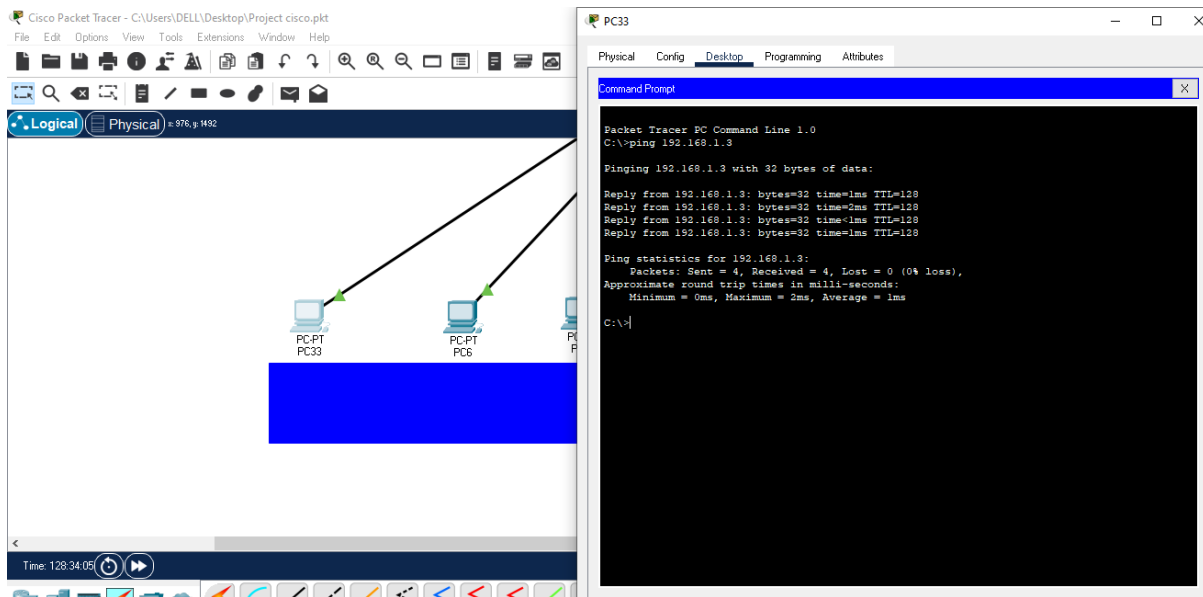 Cisco Packet Tracer - C:\Users\DELL\Desktop\Project cisco.pkt
File Edit Options View Tools Extensions Window Help
Logical Physical x: 976, y: 1492
PC-PT
PC33
PC-PT
PC6
Time: 128:34:05
PC33
Physical Config Desktop Programming Attributes
Command Prompt
X
Packet Tracer PC Command Line 1.0
C:\>ping 192.168.1.3
Pinging 192.168.1.3 with 32 bytes of data:
Reply from 192.168.1.3: bytes=32 time=1ms TTL=128
Reply from 192.168.1.3: bytes=32 time=2ms TTL=128
Reply from 192.168.1.3: bytes=32 time<1ms TTL=128
Reply from 192.168.1.3: bytes=32 time=1ms TTL=128
Ping statistics for 192.168.1.3:
Packets: Sent = 4, Received = 4, Lost = 0 (0% loss),
Approximate round trip times in milli-seconds:
Minimum = 0ms, Maximum = 2ms, Average = 1ms
C:\>